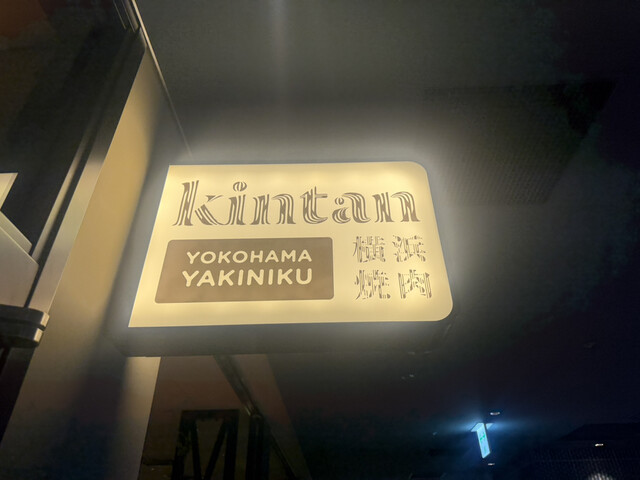 kintan
YOKOHAMA
YAKINIKU
横浜
焼肉